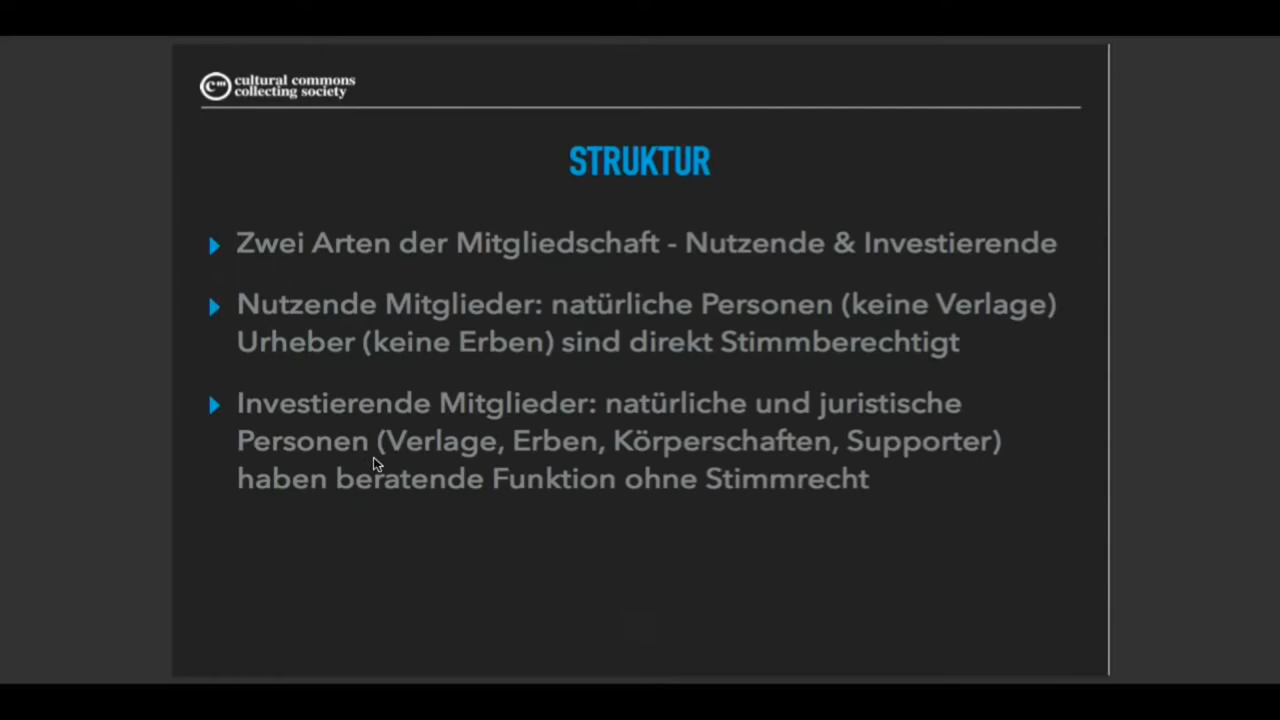 cultural commons
collecting society
STRUKTUR
Zwei Arten der Mitgliedschaft - Nutzende & Investierende
Nutzende Mitglieder: natürliche Personen (keine Verlage)
Urheber (keine Erben) sind direkt Stimmberechtigt
Investierende Mitglieder: natürliche und juristische
Personen (Verlage, Erben, Körperschaften, Supporter)
haben beratende Funktion ohne Stimmrecht